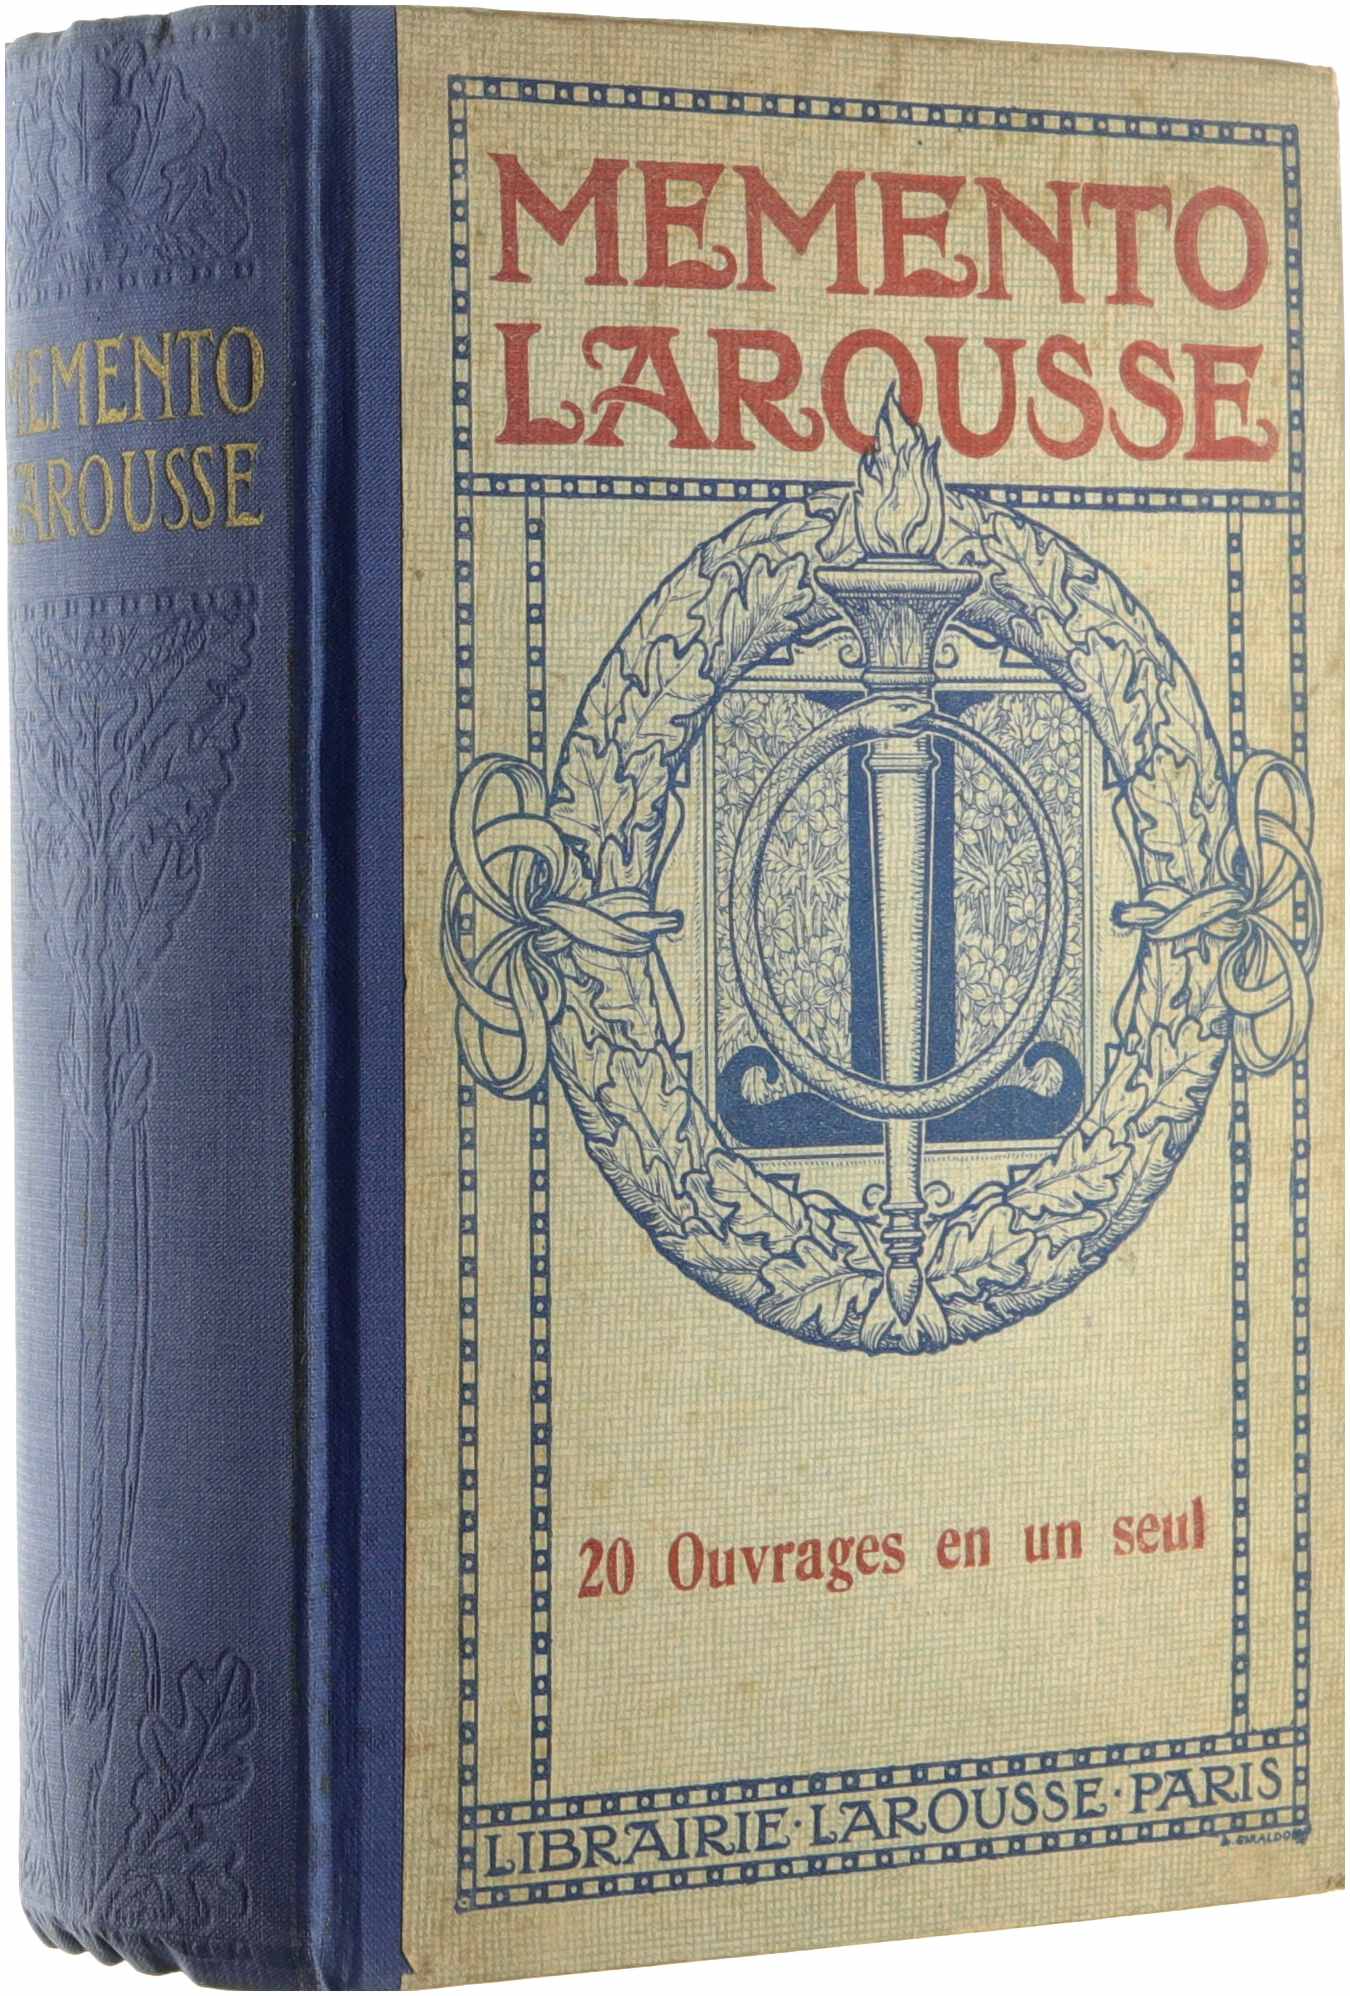 MEMENTO
LAROUSSE
MEMENTO
LAROUSSE
20 Ouvrages en un seul
LIBRAIRIE · LAROUSSE · PARIS